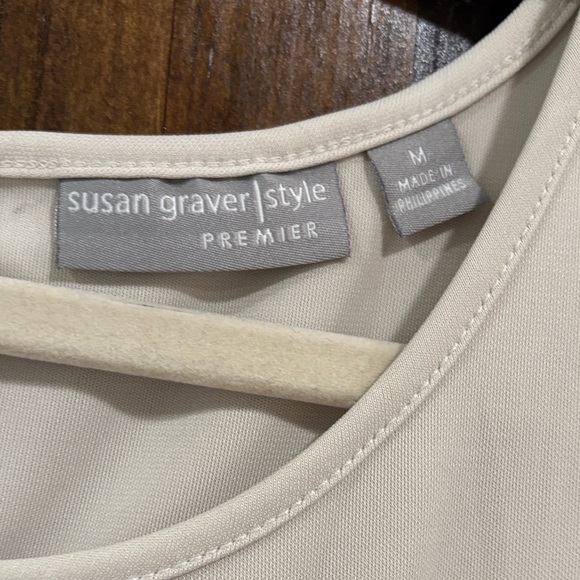 susan graver|style
PREMIER
M
MADE IN
PHILIPPINES